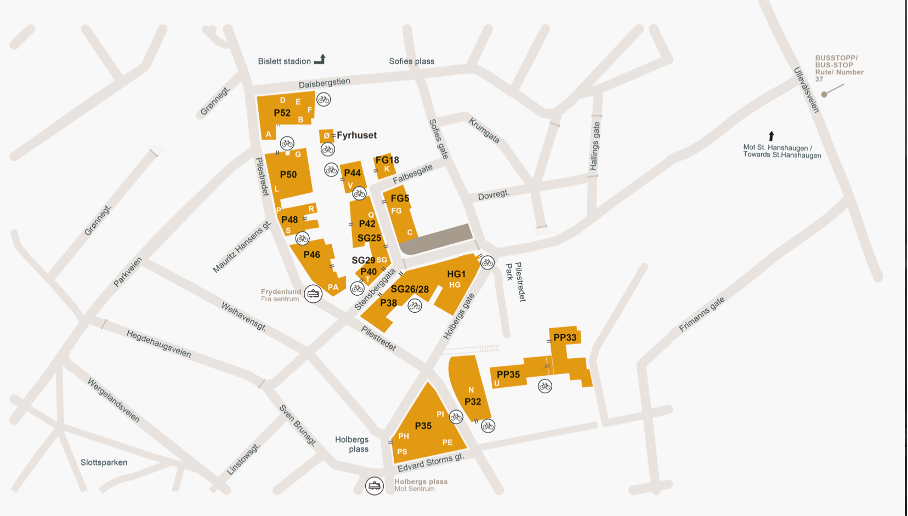 BUSSTOPP/
BUS-STOP
Rute/ Number
37
Bislett stadion
Sofies plass
Ullevålsveien
Dalsbergstien
Grønnegt.
D
E
F
P52
B
A
Ø
=Fyrhuset
Sofies gate
Krumgata
Hallings gate
Mot St. Hanshaugen /
Towards St.Hanshaugen
G
P50
L
Pilestredet
FG18
K
P44
V
Falbesgate
Dovregt.
FG5
FG
C
P
R
P48
S
Q
P42
SG25
Grønnegt.
Mauritz Hansens gt.
P46
PA
SG29
SG
P40
T
Stensberggata
HG1
HG
SG26/28
P38
Pilestredet
Park
Parkveien
Frydenlund
Fra sentrum
Welhavensgt.
Pilestredet
Holbergs gate
Frimanns gate
Hegdehaugsveien
PP33
PP35
U
N
P32
Wergelandsveien
Sven Brunsgt.
PI
P35
PH
PE
PS
Holbergs
plass
Linstowsgt.
Edvard Storms gt.
Slottsparken
Holbergs plass
Mot Sentrum